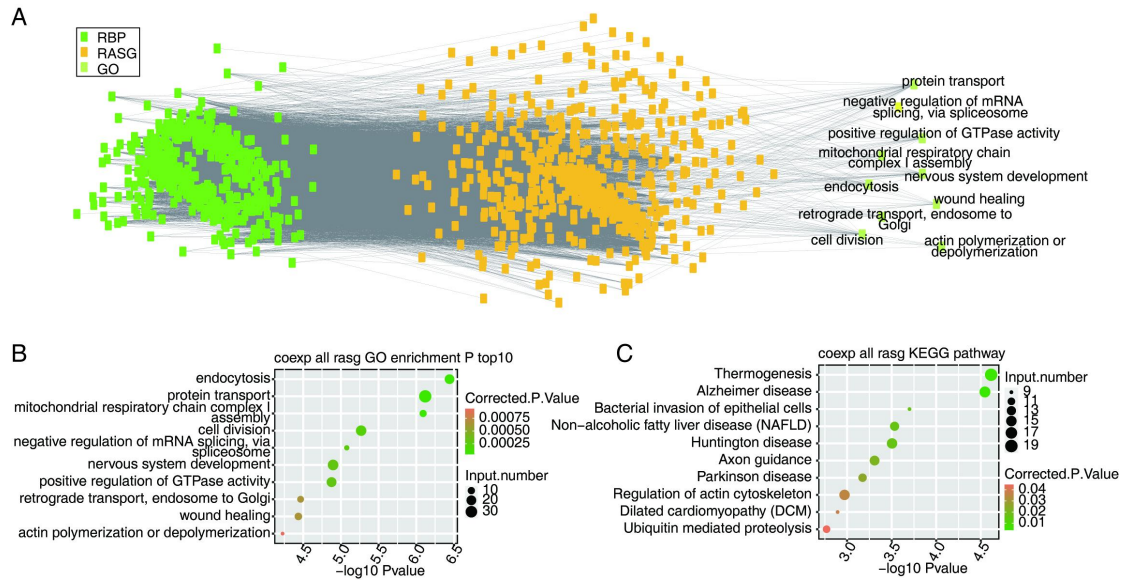 A
RBP
RASG
GO
protein transport
negative regulation of mRNA
splicing, via spliceosome
positive regulation of GTPase activity
mitochondrial respiratory chain
complex I assembly
nervous system development
endocytosis
wound healing
retrograde transport, endosome to
Golgi
cell division
actin polymerization or
depolymerization
B
coexp all rasg GO enrichment P top10
endocytosis
protein transport
mitochondrial respiratory chain complex I
assembly
cell division
negative regulation of mRNA splicing, via
spliceosome
nervous system development
positive regulation of GTPase activity
retrograde transport, endosome to Golgi
wound healing
actin polymerization or depolymerization
4.5
5.0
5.5
6.0
6.5
−log10 Pvalue
Corrected.P.Value
0.00075
0.00050
0.00025
Input.number
10
20
30
C
coexp all rasg KEGG pathway
Thermogenesis
Alzheimer disease
Bacterial invasion of epithelial cells
Non−alcoholic fatty liver disease (NAFLD)
Huntington disease
Axon guidance
Parkinson disease
Regulation of actin cytoskeleton
Dilated cardiomyopathy (DCM)
Ubiquitin mediated proteolysis
3.0
3.5
4.0
4.5
−log10 Pvalue
Input.number
9
11
13
15
17
19
Corrected.P.Value
0.04
0.03
0.02
0.01